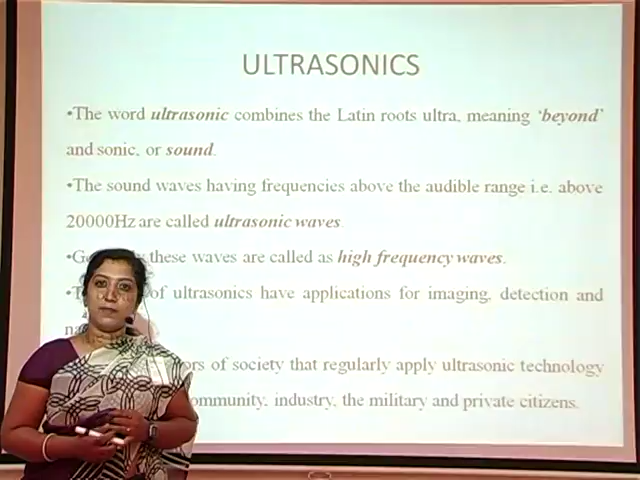 ULTRASONICS
•The word ultrasonic combines the Latin roots ultra, meaning 'beyond'
and sonic, or sound.
•The sound waves having frequencies above the audible range i.e. above
20000Hz are called ultrasonic waves.
these waves are called as high frequency waves.
of ultrasonics have applications for imaging, detection and
of society that regularly apply ultrasonic technology
industry, the military and private citizens.